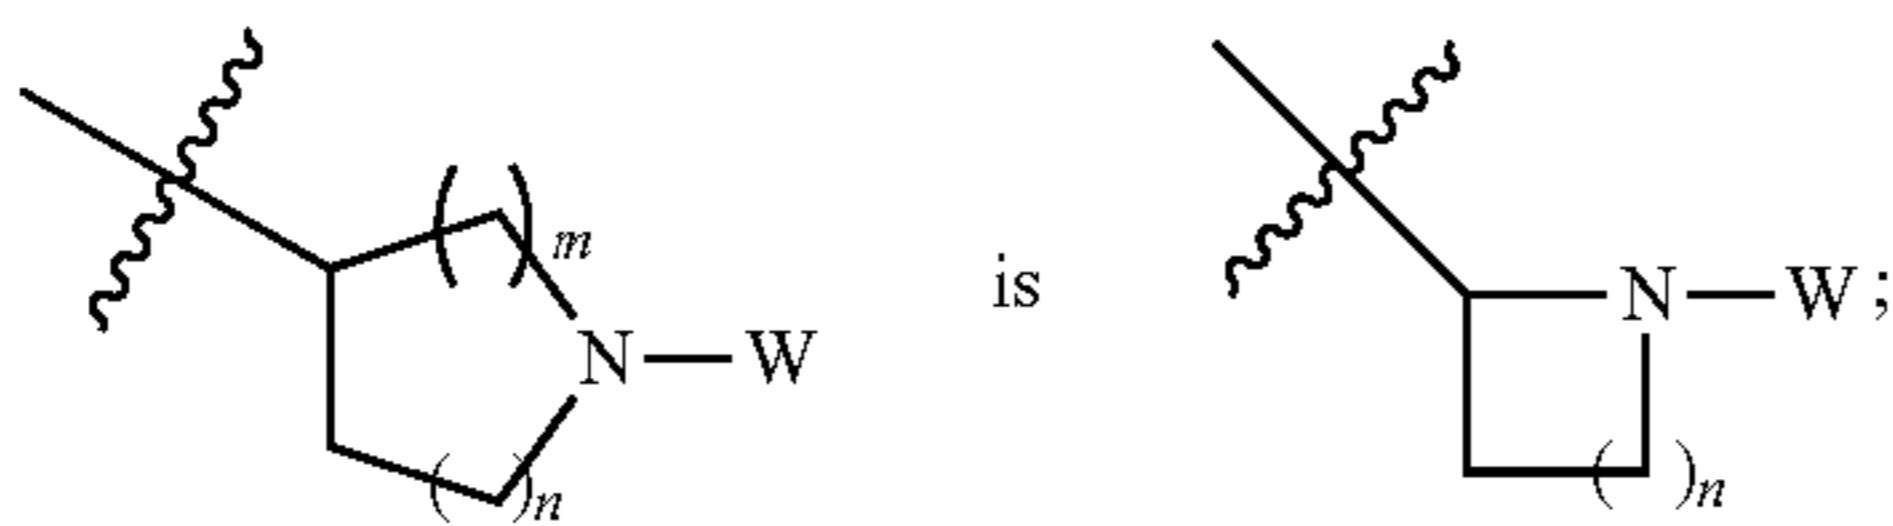 ( )m
N—W
( )n
is
N—W;
( )n